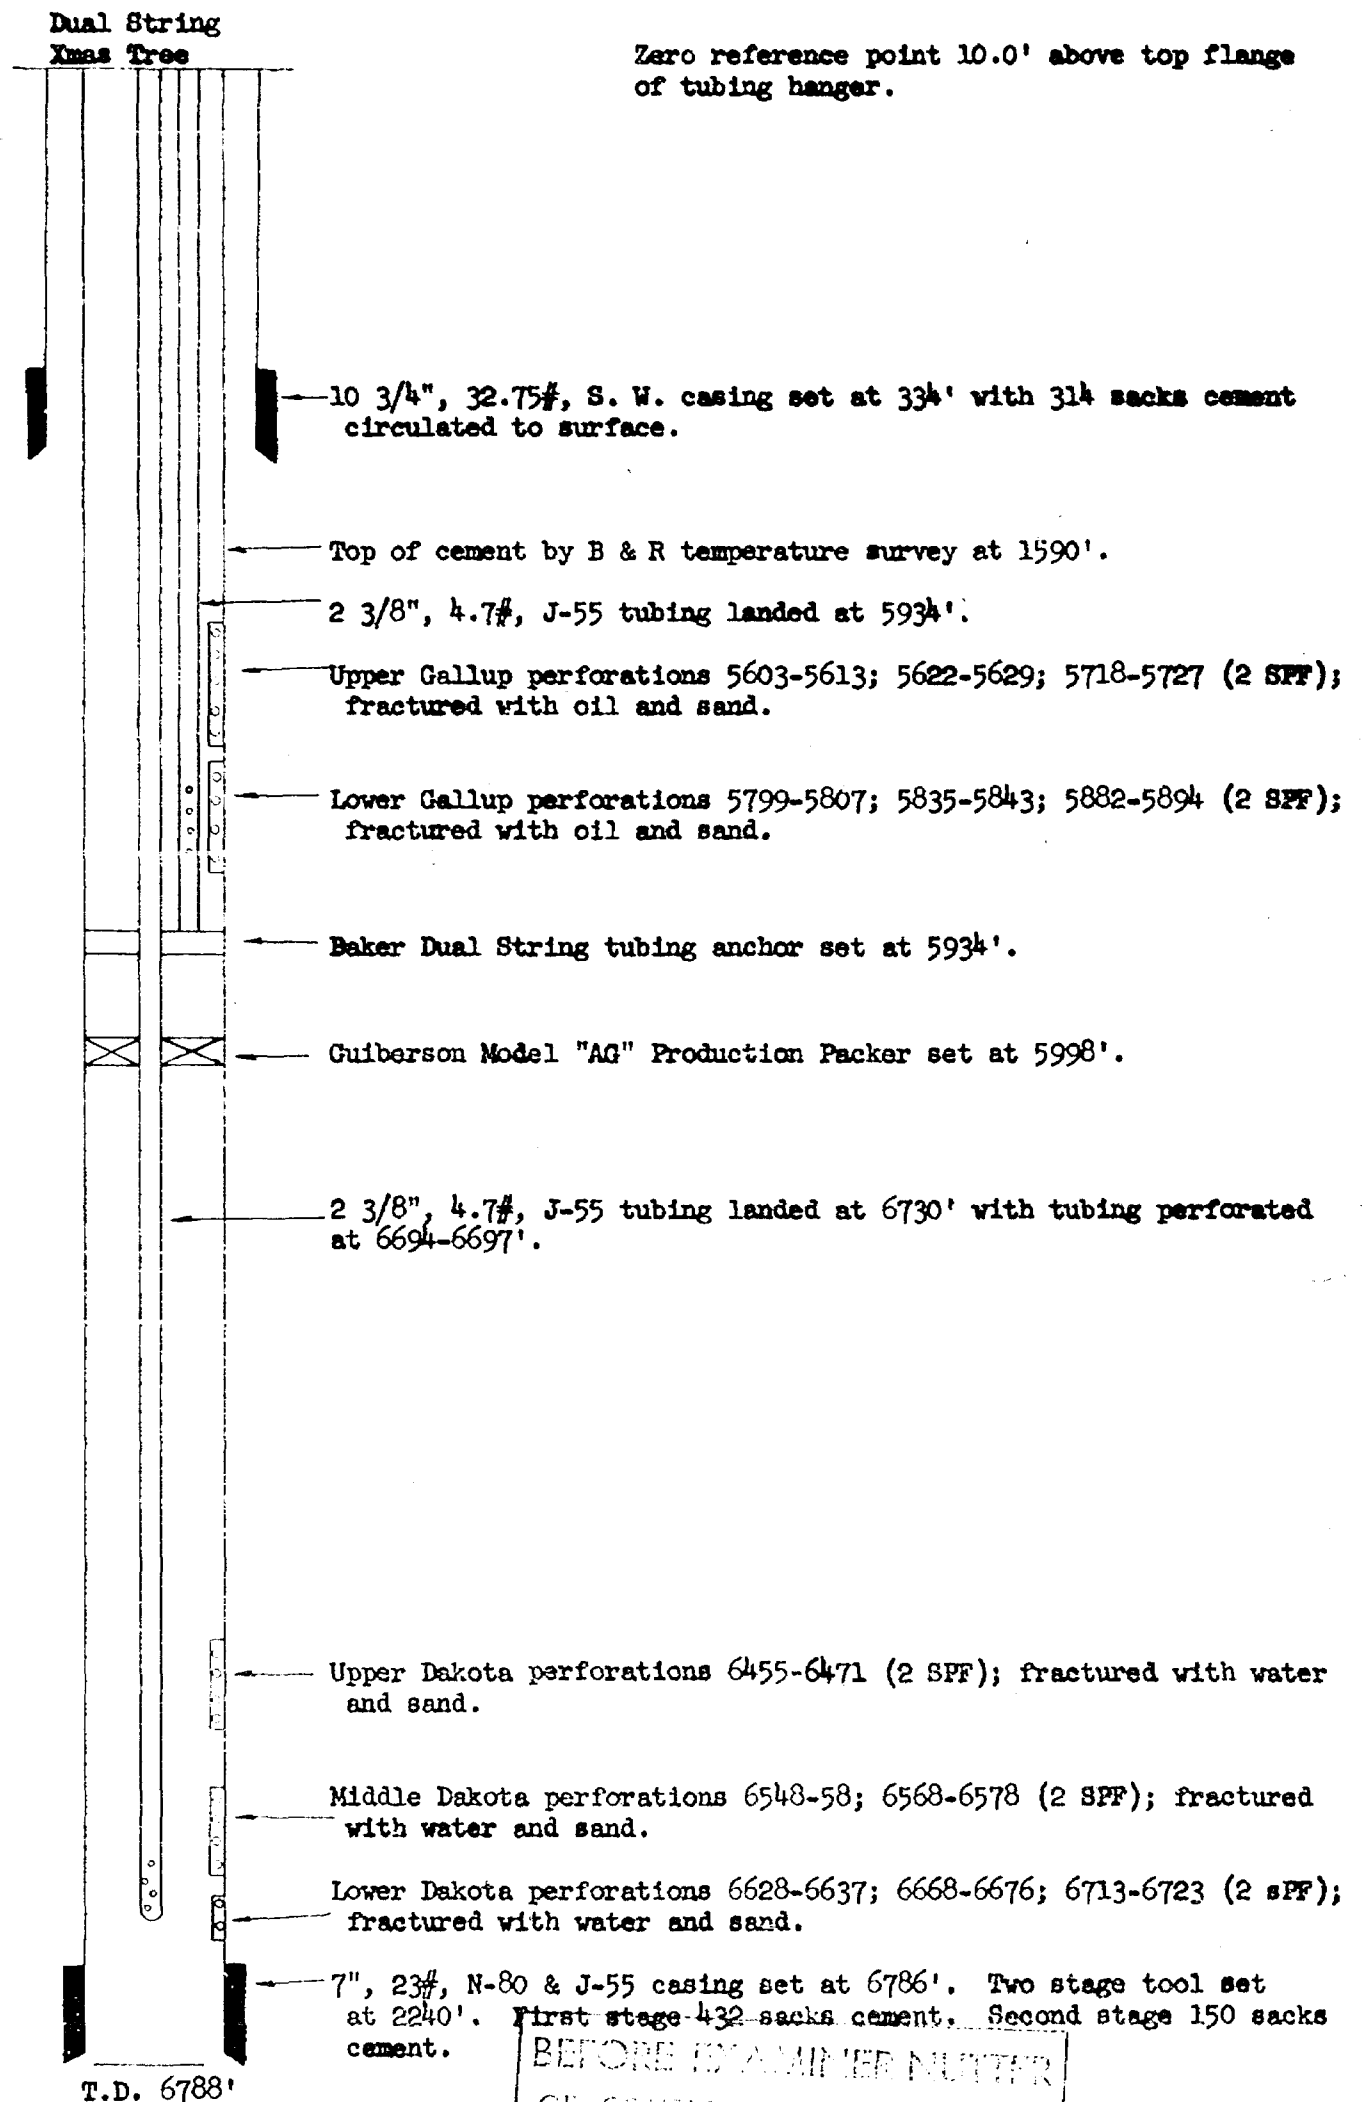 Dual String
Xmas Tree
Zero reference point 10.0' above top flange
of tubing hanger.
10 3/4", 32.75#, S. W. casing set at 334' with 314 sacks cement
circulated to surface.
Top of cement by B & R temperature survey at 1590'.
2 3/8", 4.7#, J-55 tubing landed at 5934'.
Upper Gallup perforations 5603-5613; 5622-5629; 5718-5727 (2 SPF);
fractured with oil and sand.
Lower Gallup perforations 5799-5807; 5835-5843; 5882-5894 (2 SPF);
fractured with oil and sand.
Baker Dual String tubing anchor set at 5934'.
Guiberson Model "AG" Production Packer set at 5998'.
2 3/8", 4.7#, J-55 tubing landed at 6730' with tubing perforated
at 6694-6697'.
Upper Dakota perforations 6455-6471 (2 SPF); fractured with water
and sand.
Middle Dakota perforations 6548-58; 6568-6578 (2 SPF); fractured
with water and sand.
Lower Dakota perforations 6628-6637; 6668-6676; 6713-6723 (2 sPF);
fractured with water and sand.
7", 23#, N-80 & J-55 casing set at 6786'. Two stage tool set
at 2240'. First stage 432 sacks cement. Second stage 150 sacks
cement.
BEFORE EXAMINER NUTTER
T.D. 6788'